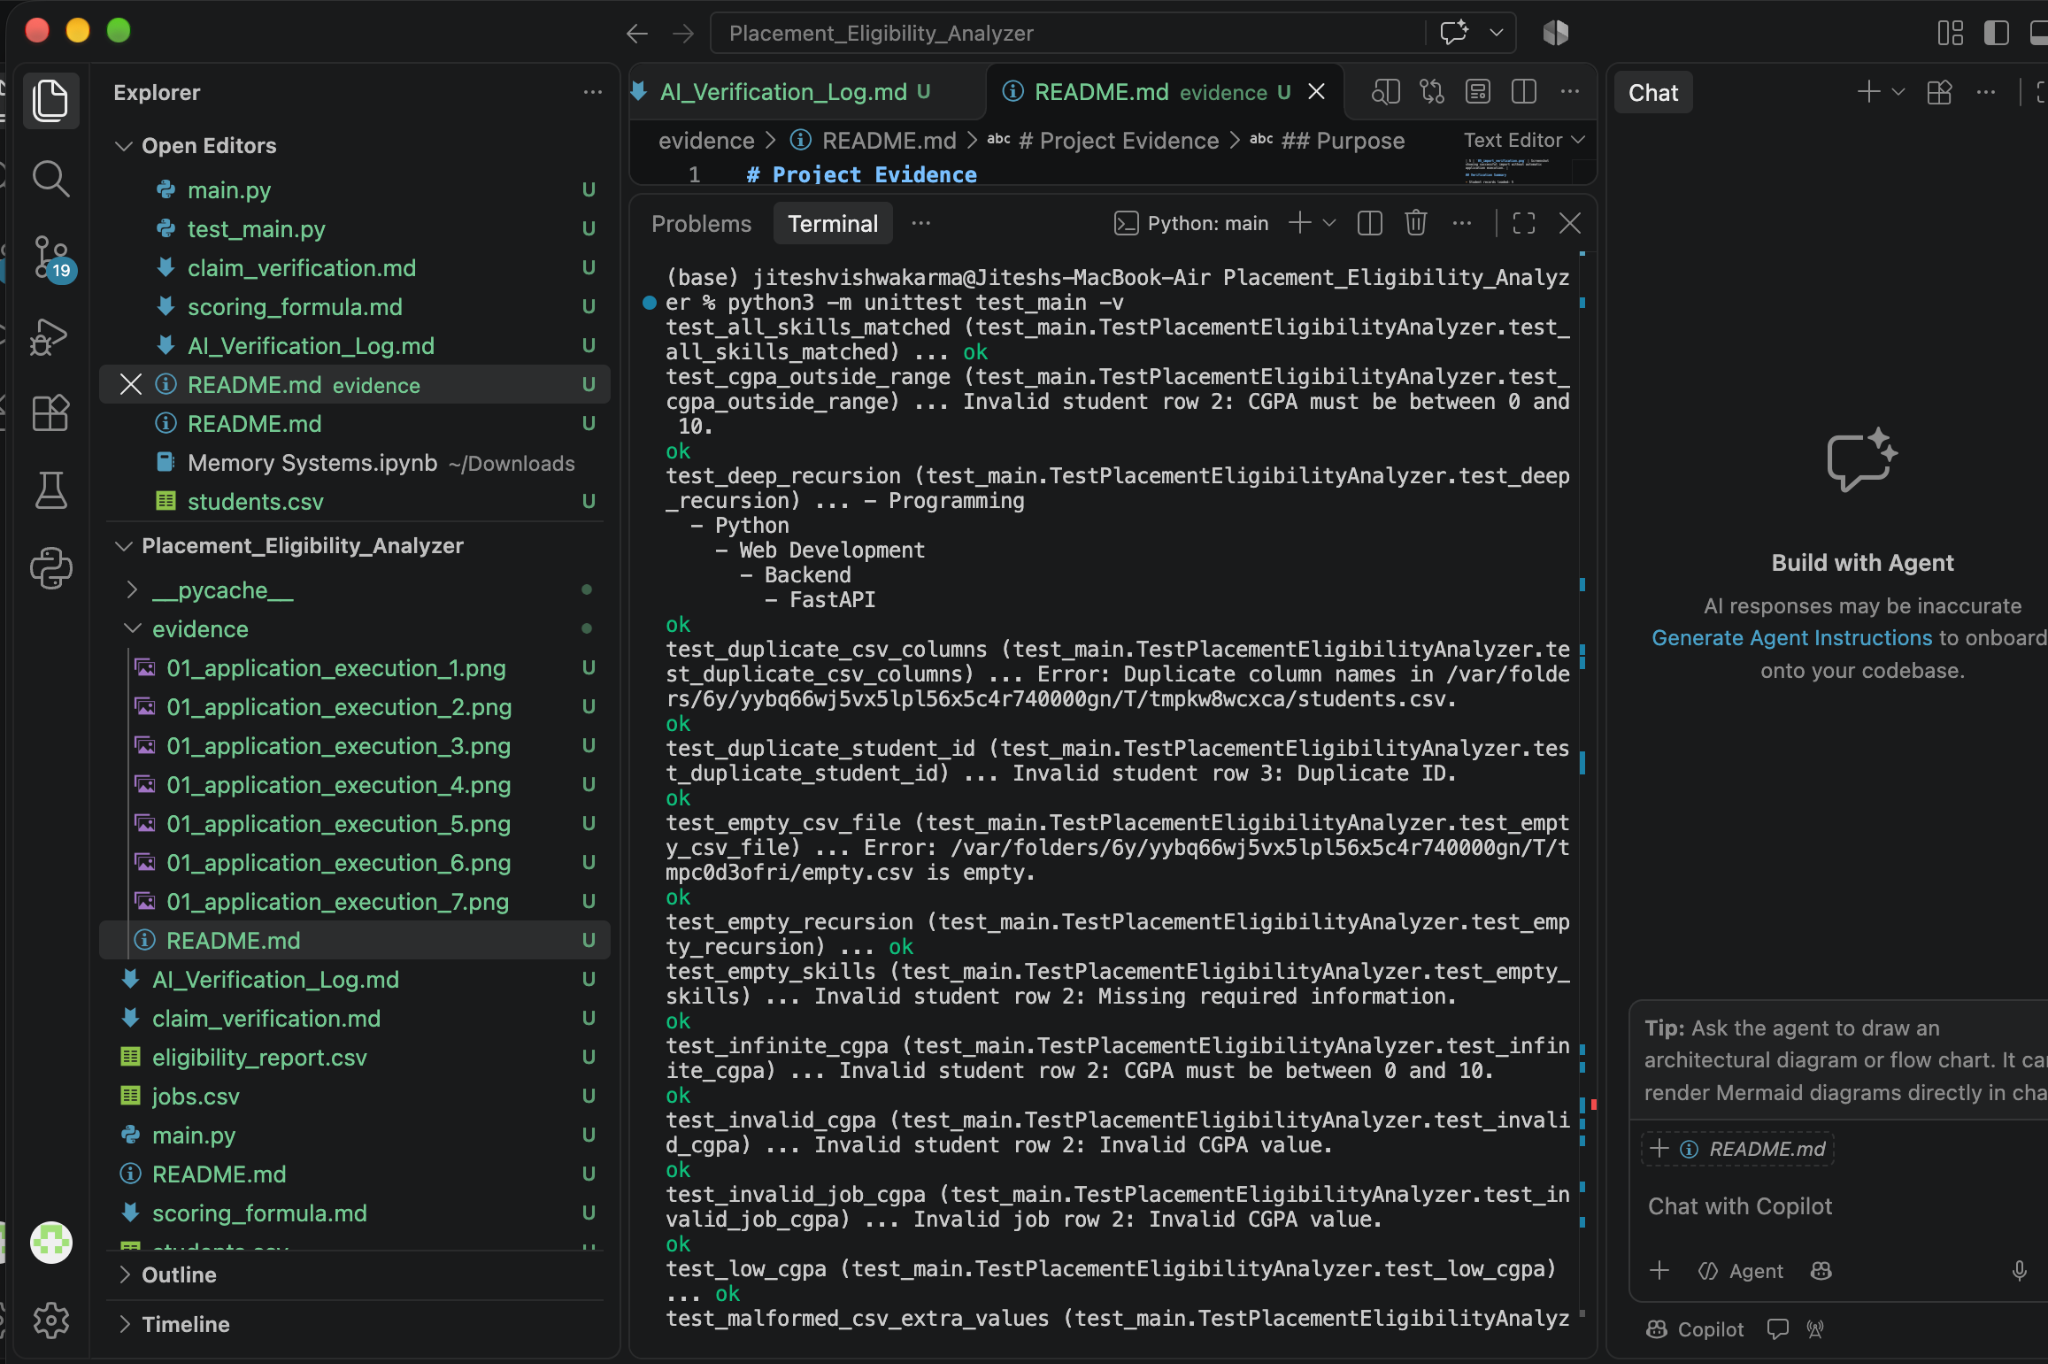 Placement_Eligibility_Analyzer
Explorer
Open Editors
main.py U
test_main.py U
claim_verification.md U
scoring_formula.md U
AI_Verification_Log.md U
README.md evidence U
README.md U
Memory Systems.ipynb ~/Downloads
students.csv U
Placement_Eligibility_Analyzer
__pycache__
evidence
01_application_execution_1.png U
01_application_execution_2.png U
01_application_execution_3.png U
01_application_execution_4.png U
01_application_execution_5.png U
01_application_execution_6.png U
01_application_execution_7.png U
README.md U
AI_Verification_Log.md U
claim_verification.md U
eligibility_report.csv U
jobs.csv U
main.py U
README.md U
scoring_formula.md U
students.csv U
Outline
Timeline
19
AI_Verification_Log.md U
README.md evidence U
evidence > README.md > abc # Project Evidence > abc ## Purpose
Text Editor
1 # Project Evidence
Problems Terminal
Python: main
(base) jiteshvishwakarma@Jiteshs-MacBook-Air Placement_Eligibility_Analyz
er % python3 -m unittest test_main -v
test_all_skills_matched (test_main.TestPlacementEligibilityAnalyzer.test_
all_skills_matched) ... ok
test_cgpa_outside_range (test_main.TestPlacementEligibilityAnalyzer.test_
cgpa_outside_range) ... Invalid student row 2: CGPA must be between 0 and
10.
ok
test_deep_recursion (test_main.TestPlacementEligibilityAnalyzer.test_deep
_recursion) ... - Programming
- Python
- Web Development
- Backend
- FastAPI
ok
test_duplicate_csv_columns (test_main.TestPlacementEligibilityAnalyzer.te
st_duplicate_csv_columns) ... Error: Duplicate column names in /var/folde
rs/6y/yybq66wj5vx5lpl56x5c4r740000gn/T/tmpkw8wcxca/students.csv.
ok
test_duplicate_student_id (test_main.TestPlacementEligibilityAnalyzer.tes
t_duplicate_student_id) ... Invalid student row 3: Duplicate ID.
ok
test_empty_csv_file (test_main.TestPlacementEligibilityAnalyzer.test_empt
y_csv_file) ... Error: /var/folders/6y/yybq66wj5vx5lpl56x5c4r740000gn/T/t
mpc0d3ofri/empty.csv is empty.
ok
test_empty_recursion (test_main.TestPlacementEligibilityAnalyzer.test_emp
ty_recursion) ... ok
test_empty_skills (test_main.TestPlacementEligibilityAnalyzer.test_empty_
skills) ... Invalid student row 2: Missing required information.
ok
test_infinite_cgpa (test_main.TestPlacementEligibilityAnalyzer.test_infin
ite_cgpa) ... Invalid student row 2: CGPA must be between 0 and 10.
ok
test_invalid_cgpa (test_main.TestPlacementEligibilityAnalyzer.test_invali
d_cgpa) ... Invalid student row 2: Invalid CGPA value.
ok
test_invalid_job_cgpa (test_main.TestPlacementEligibilityAnalyzer.test_in
valid_job_cgpa) ... Invalid job row 2: Invalid CGPA value.
ok
test_low_cgpa (test_main.TestPlacementEligibilityAnalyzer.test_low_cgpa)
... ok
test_malformed_csv_extra_values (test_main.TestPlacementEligibilityAnalyz
Chat
Build with Agent
AI responses may be inaccurate
Generate Agent Instructions to onboard
onto your codebase.
Tip: Ask the agent to draw an
architectural diagram or flow chart. It ca
render Mermaid diagrams directly in cha
README.md
Chat with Copilot
Agent
Copilot